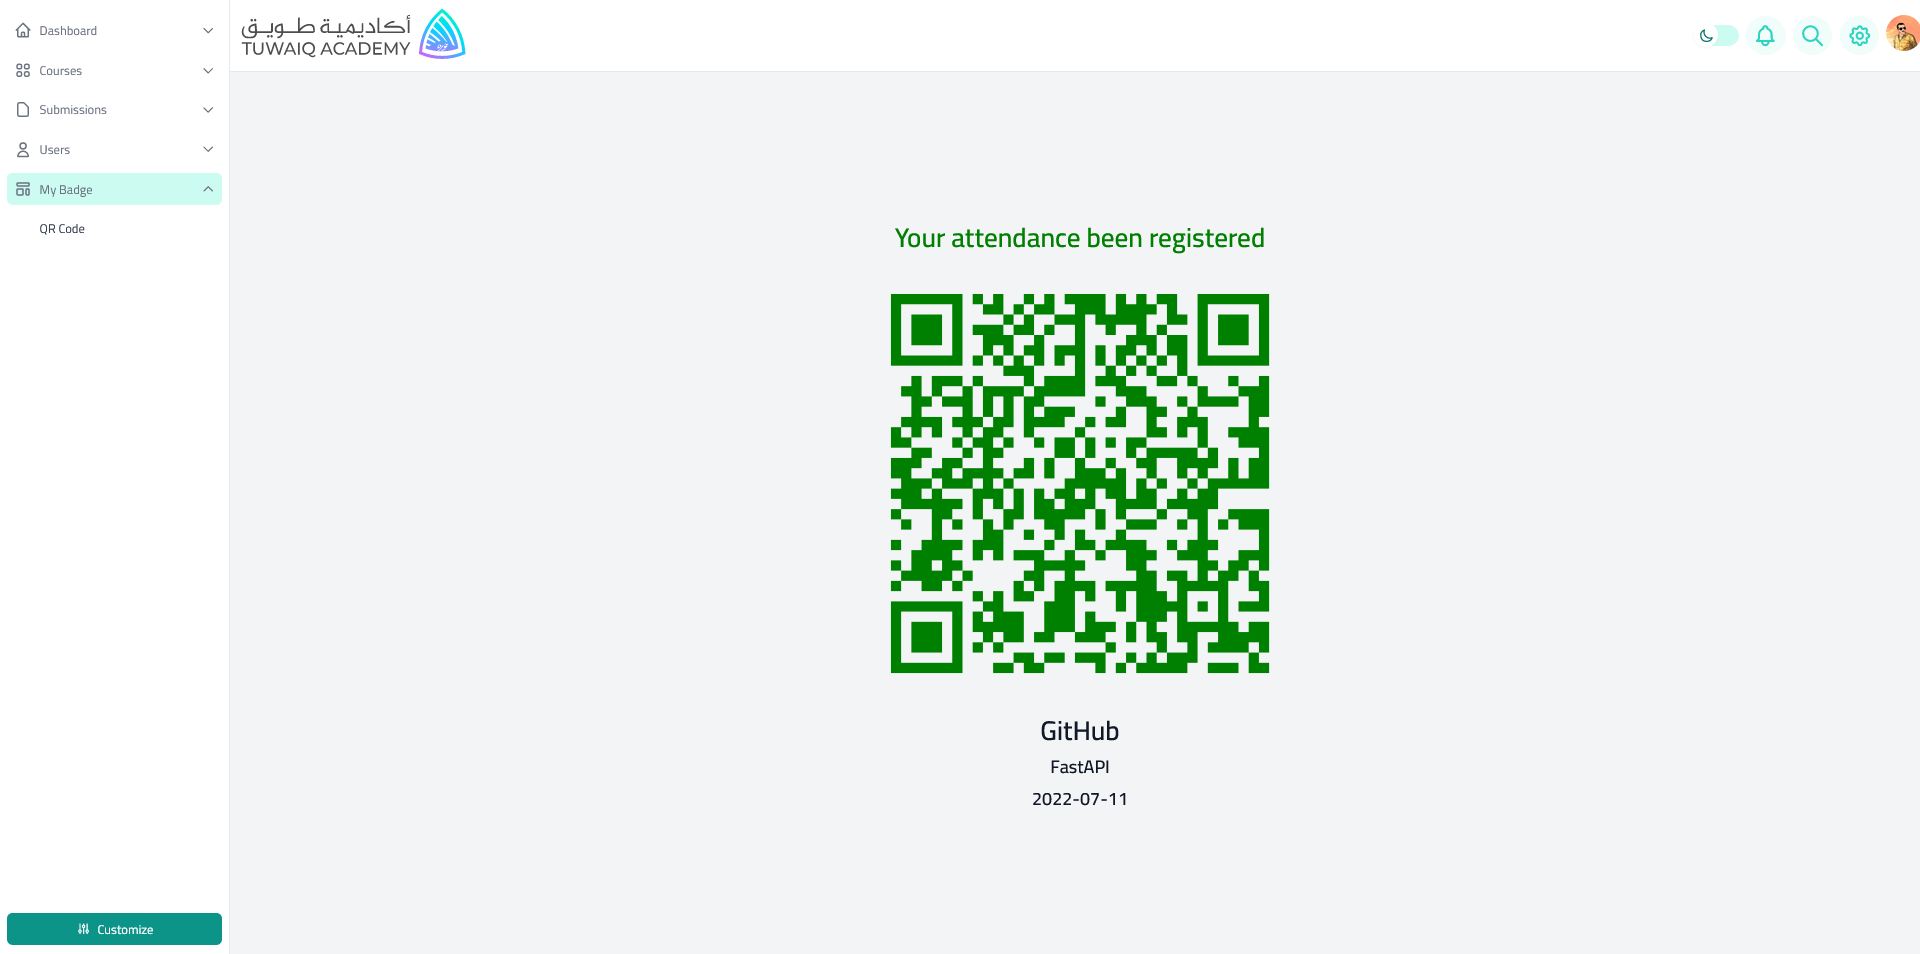 Dashboard
Courses
Submissions
Users
My Badge
QR Code
Customize
أكاديمية طويق
TUWAIQ ACADEMY
Your attendance been registered
GitHub
FastAPI
2022-07-11